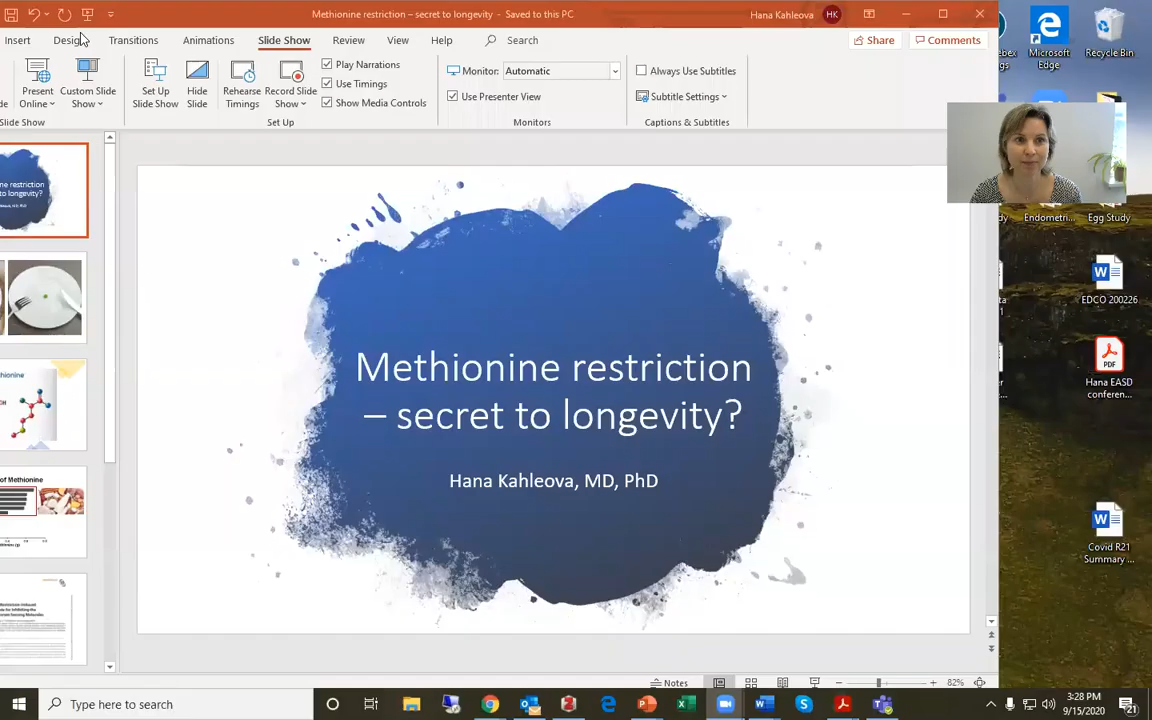 Methionine restriction – secret to longevity - Saved to this PC
Hana Kahleova
HK
Insert
Design
Transitions
Animations
Slide Show
Review
View
Help
Search
Share
Comments
Present
Online
Custom Slide
Show
Set Up
Slide Show
Hide
Slide
Rehearse
Timings
Record Slide
Show
Play Narrations
Use Timings
Show Media Controls
Monitor:
Automatic
Use Presenter View
Always Use Subtitles
Subtitle Settings
Slide Show
Set Up
Monitors
Captions & Subtitles
Methionine restriction
– secret to longevity?
Hana Kahleova, MD, PhD
of Methionine
Microsoft
Edge
Recycle Bin
Endometri...
Egg Study
EDCO 200226
Hana EASD
conferen...
Covid R21
Summary ...
Notes
82%
Type here to search
3:28 PM
9/15/2020
21